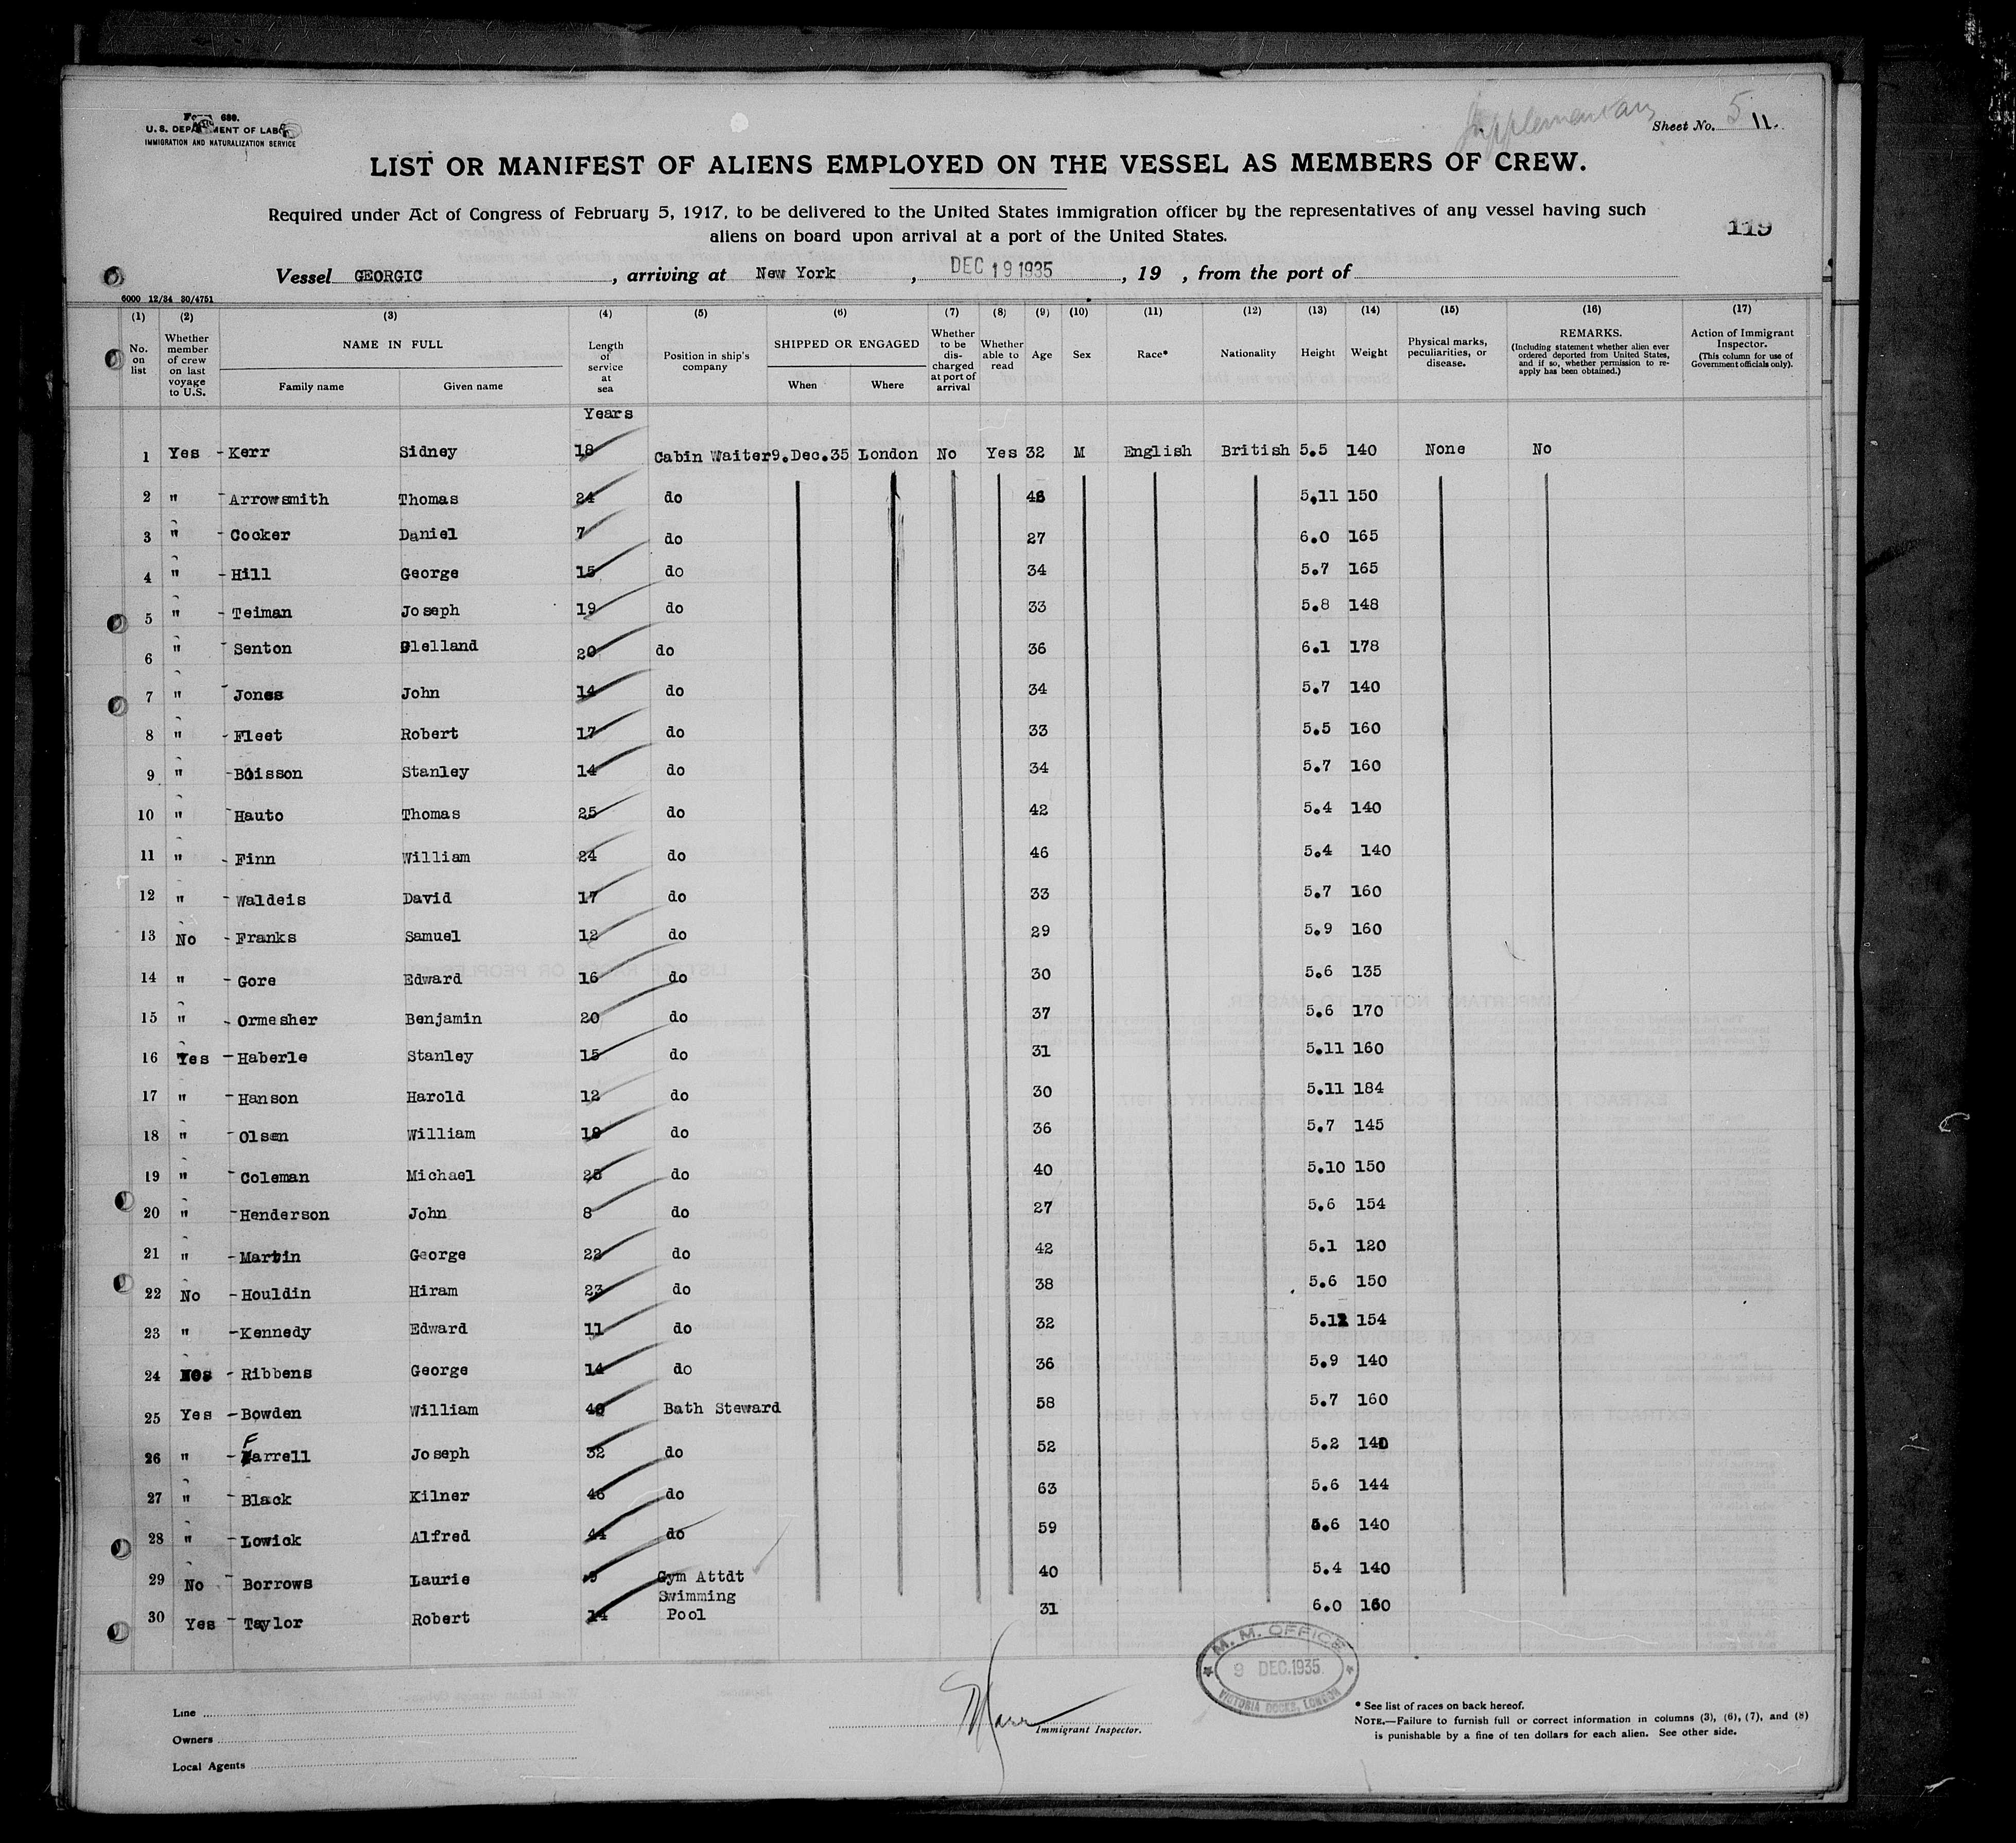 Form 680.
U. S. DEPARTMENT OF LABOR
IMMIGRATION AND NATURALIZATION SERVICE
Supplementary Sheet No. 5 11.
LIST OR MANIFEST OF ALIENS EMPLOYED ON THE VESSEL AS MEMBERS OF CREW.
Required under Act of Congress of February 5, 1917, to be delivered to the United States immigration officer by the representatives of any vessel having such
aliens on board upon arrival at a port of the United States.
119
Vessel GEORGIC, arriving at New York, DEC 19 1935, 19 , from the port of
6000 12/34 30/4751
(1) (2) (3) (4) (5) (6) (7) (8) (9) (10) (11) (12) (13) (14) (15) (16) (17)
No. on list
Whether member of crew on last voyage to U.S.
NAME IN FULL
Family name Given name
Length of service at sea
Position in ship's company
SHIPPED OR ENGAGED
When Where
Whether to be discharged at port of arrival
Whether able to read
Age
Sex
Race*
Nationality
Height
Weight
Physical marks, peculiarities, or disease.
REMARKS.
(Including statement whether alien ever ordered deported from United States, and if so, whether permission to reapply has been obtained.)
Action of Immigrant Inspector.
(This column for use of Government officials only).
Years
1 Yes - Kerr Sidney 18 Cabin Waiter 9.Dec.35 London No Yes 32 M English British 5.5 140 None No
2 " - Arrowsmith Thomas 24 do 46 5.11 150
3 " - Cocker Daniel 7 do 27 6.0 165
4 " - Hill George 15 do 34 5.7 165
5 " - Teiman Joseph 19 do 33 5.8 148
6 " - Senton Clelland 20 do 36 6.1 178
7 " - Jones John 14 do 34 5.7 140
8 " - Fleet Robert 17 do 33 5.5 160
9 " - Boisson Stanley 14 do 34 5.7 160
10 " - Hauto Thomas 25 do 42 5.4 140
11 " - Finn William 24 do 46 5.4 140
12 " - Waldeis David 17 do 33 5.7 160
13 No - Franks Samuel 12 do 29 5.9 160
14 " - Gore Edward 16 do 30 5.6 135
15 " - Ormesher Benjamin 20 do 37 5.6 170
16 Yes - Haberle Stanley 15 do 31 5.11 160
17 " - Hanson Harold 12 do 30 5.11 184
18 " - Olsen William 18 do 36 5.7 145
19 " - Coleman Michael 25 do 40 5.10 150
20 " - Henderson John 8 do 27 5.6 154
21 " - Martin George 22 do 42 5.1 120
22 No - Houldin Hiram 23 do 38 5.6 150
23 " - Kennedy Edward 11 do 32 5.11 154
24 Yes - Ribbens George 14 do 36 5.9 140
25 Yes - Bowden William 40 Bath Steward 58 5.7 160
26 " - Farrell Joseph 32 do 52 5.2 140
27 " - Black Kilner 46 do 63 5.6 144
28 " - Lowick Alfred 44 do 59 5.6 140
29 No - Borrows Laurie 9 Gym Attdt 40 5.4 140
30 Yes - Taylor Robert 14 Swimming Pool 31 6.0 160
M. M. OFFICE
9 DEC.1935
VICTORIA DOCKS, LONDON
Line
Owners
Local Agents
Immigrant Inspector.
* See list of races on back hereof.
NOTE.—Failure to furnish full or correct information in columns (3), (6), (7), and (8)
is punishable by a fine of ten dollars for each alien. See other side.